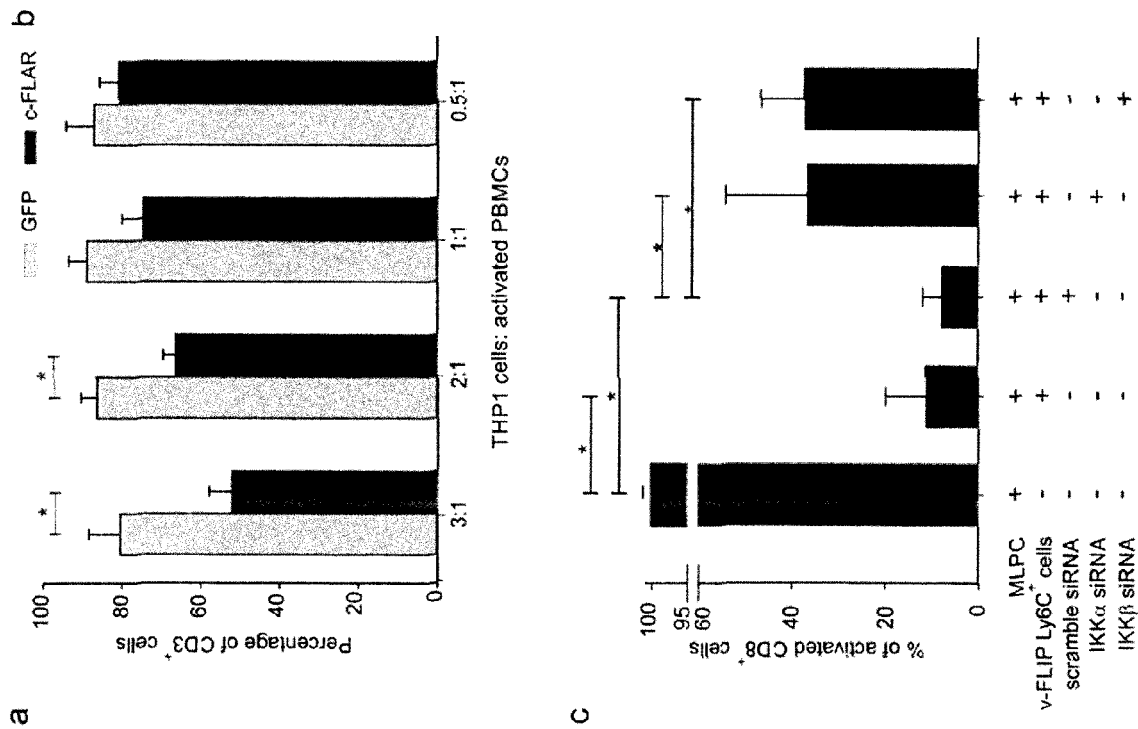 a
b
GFP
c-FLAR
Percentage of CD3+ cells
100
80
60
40
20
0
*
*
3:1
2:1
1:1
0.5:1
THP1 cells: activated PBMCs
c
% of activated CD8+ cells
100
95
60
40
20
0
*
*
*
*
MLPC + + + + +
v-FLIP Ly6C+ cells - + + + +
scramble siRNA - - + - -
IKKα siRNA - - - + -
IKKβ siRNA - - - - +